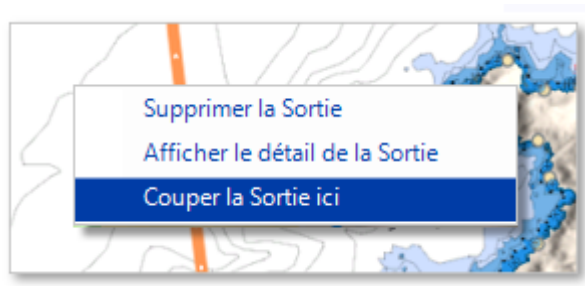 Supprimer la Sortie
Afficher le détail de la Sortie
Couper la Sortie ici